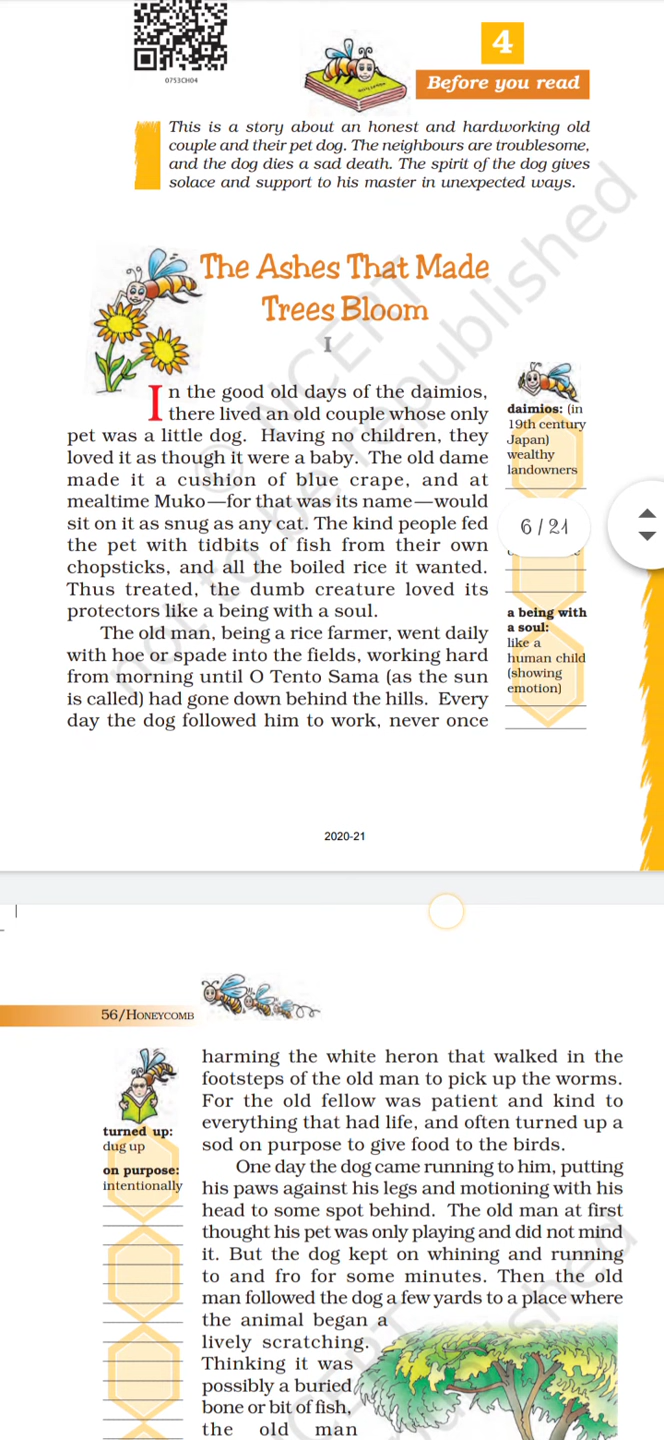 0753CH04
4
Before you read
This is a story about an honest and hardworking old
couple and their pet dog. The neighbours are troublesome,
and the dog dies a sad death. The spirit of the dog gives
solace and support to his master in unexpected ways.
The Ashes That Made
Trees Bloom
I
In the good old days of the daimios,
there lived an old couple whose only
pet was a little dog. Having no children, they
loved it as though it were a baby. The old dame
made it a cushion of blue crape, and at
mealtime Muko—for that was its name—would
sit on it as snug as any cat. The kind people fed
the pet with tidbits of fish from their own
chopsticks, and all the boiled rice it wanted.
Thus treated, the dumb creature loved its
protectors like a being with a soul.
The old man, being a rice farmer, went daily
with hoe or spade into the fields, working hard
from morning until O Tento Sama (as the sun
is called) had gone down behind the hills. Every
day the dog followed him to work, never once
daimios: (in
19th century
Japan)
wealthy
landowners
6 / 21
a being with
a soul:
like a
human child
(showing
emotion)
© NCERT
not to be republished
2020-21
56/HONEYCOMB
turned up:
dug up
on purpose:
intentionally
harming the white heron that walked in the
footsteps of the old man to pick up the worms.
For the old fellow was patient and kind to
everything that had life, and often turned up a
sod on purpose to give food to the birds.
One day the dog came running to him, putting
his paws against his legs and motioning with his
head to some spot behind. The old man at first
thought his pet was only playing and did not mind
it. But the dog kept on whining and running
to and fro for some minutes. Then the old
man followed the dog a few yards to a place where
the animal began a
lively scratching.
Thinking it was
possibly a buried
bone or bit of fish,
the old man